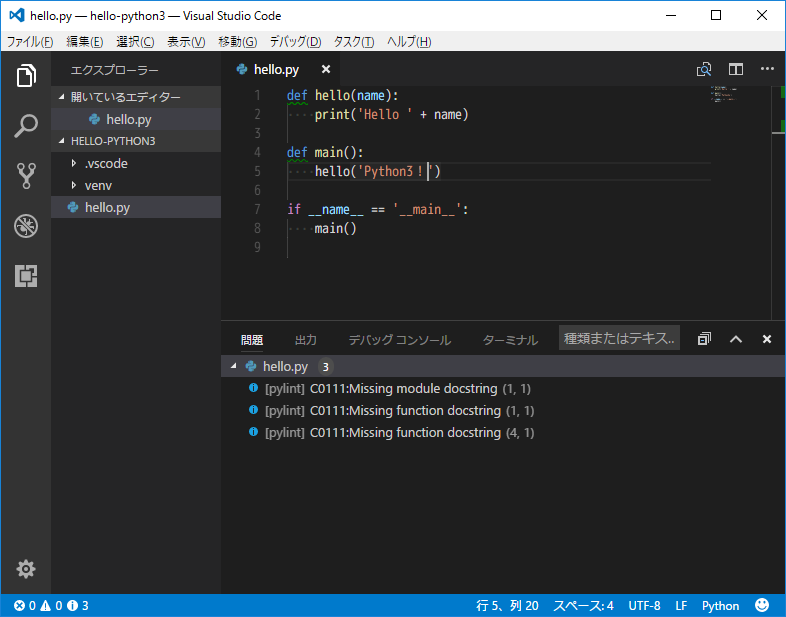 hello.py — hello-python3 — Visual Studio Code
ファイル(F) 編集(E) 選択(C) 表示(V) 移動(G) デバッグ(D) タスク(T) ヘルプ(H)
エクスプローラー
開いているエディター
hello.py
HELLO-PYTHON3
.vscode
venv
hello.py
hello.py
1 def hello(name):
2 ····print('Hello ' + name)
3
4 def main():
5 ····hello('Python3！')
6
7 if __name__ == '__main__':
8 ····main()
9
問題 出力 デバッグ コンソール ターミナル 種類またはテキス..
hello.py 3
[pylint] C0111:Missing module docstring (1, 1)
[pylint] C0111:Missing function docstring (1, 1)
[pylint] C0111:Missing function docstring (4, 1)
0 0 3 行 5、列 20 スペース: 4 UTF-8 LF Python